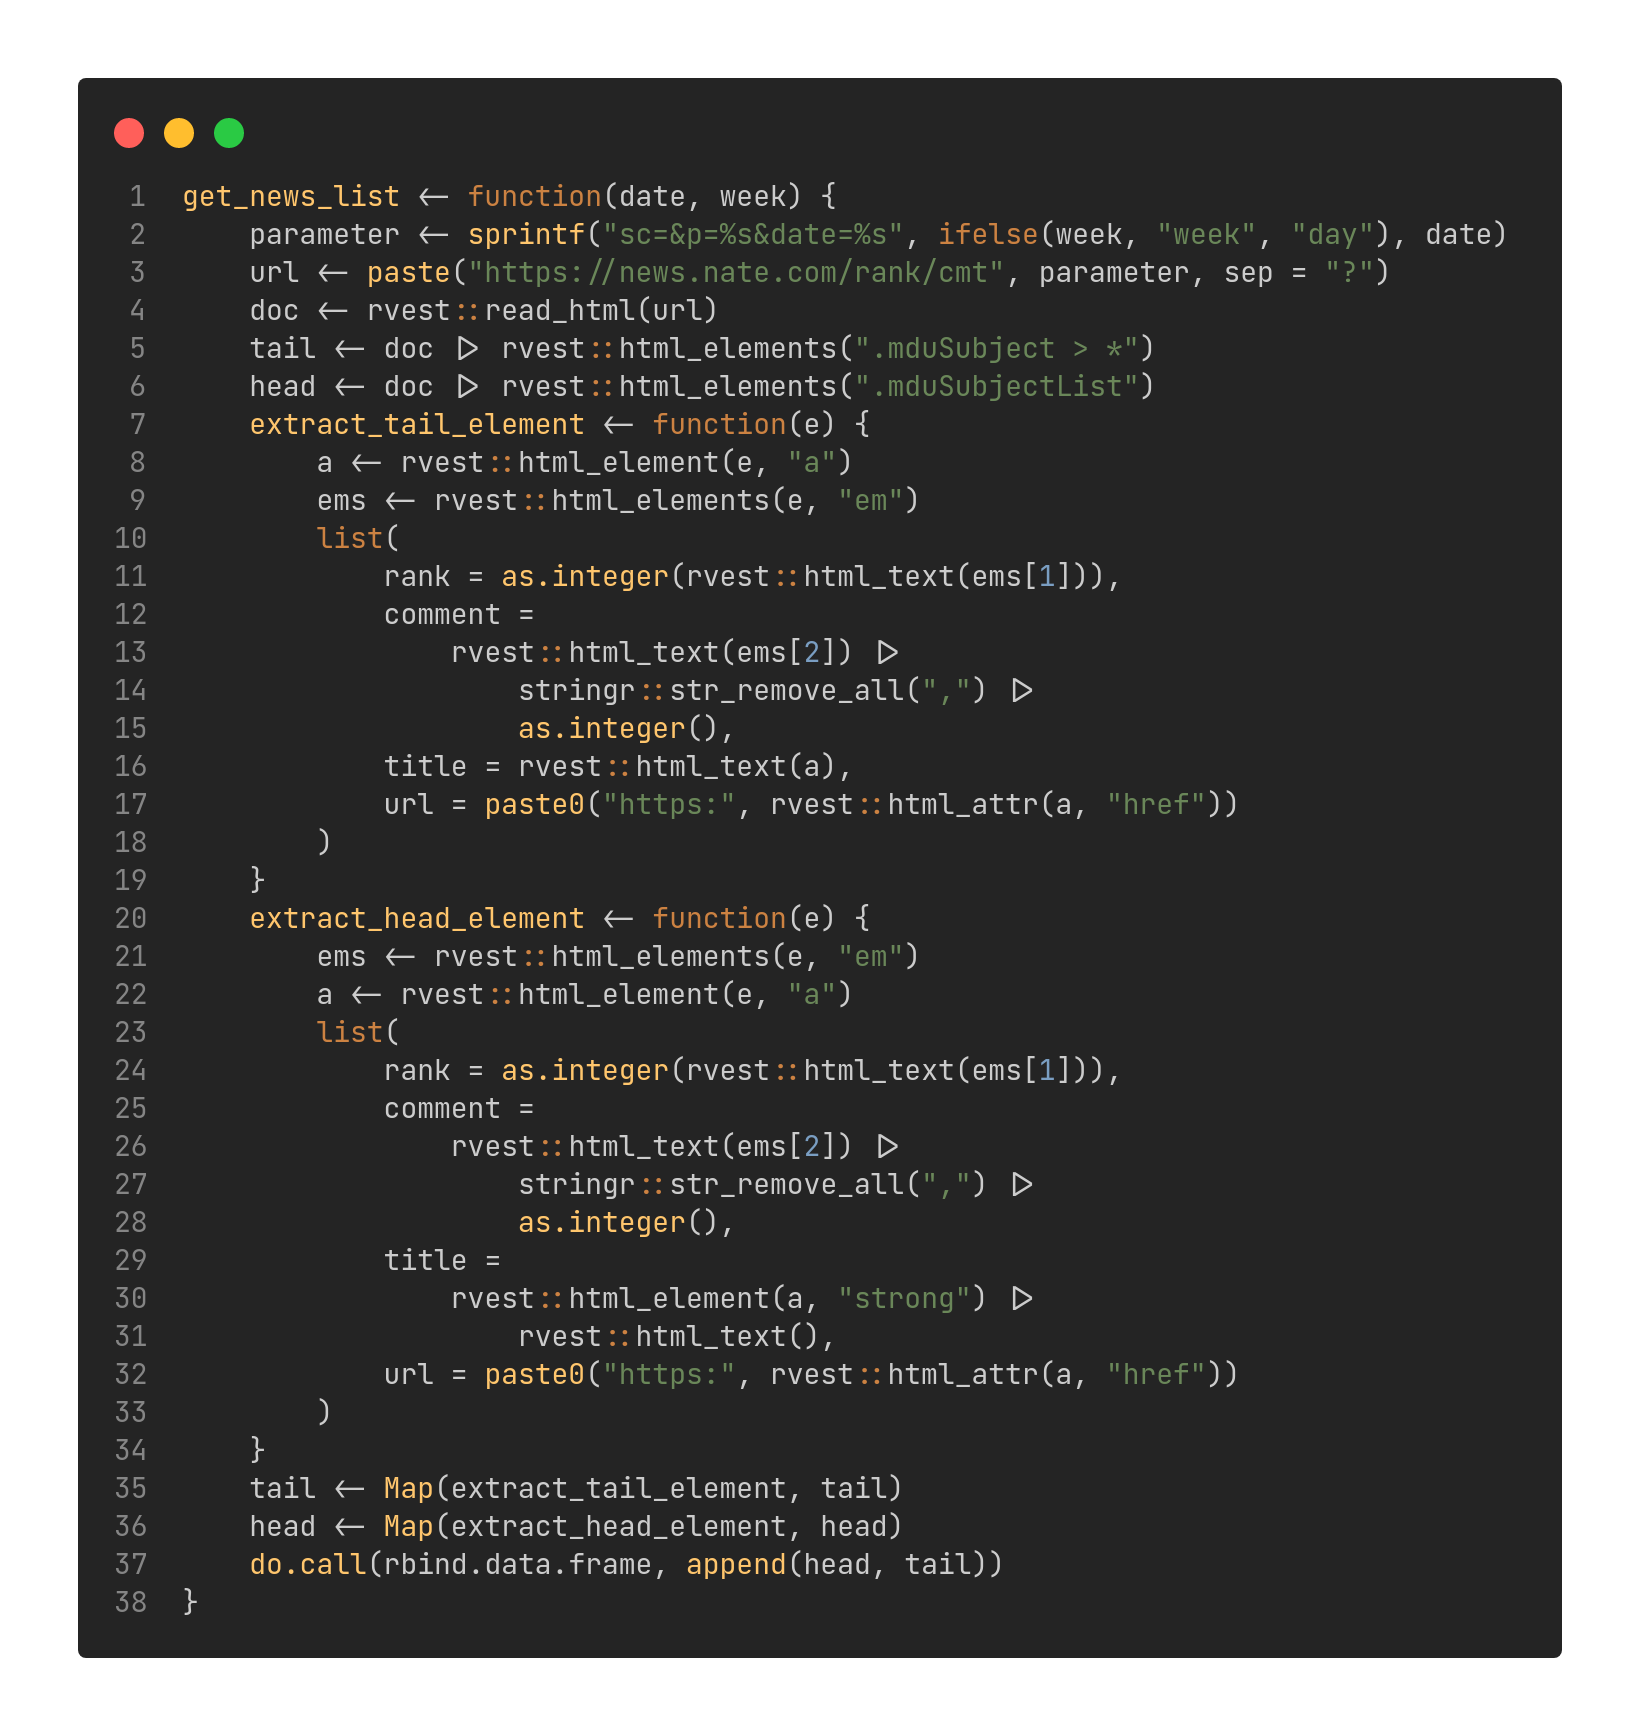 1 get_news_list <- function(date, week) {
2     parameter <- sprintf("sc=&p=%s&date=%s", ifelse(week, "week", "day"), date)
3     url <- paste("https://news.nate.com/rank/cmt", parameter, sep = "?")
4     doc <- rvest::read_html(url)
5     tail <- doc |> rvest::html_elements(".mduSubject > *")
6     head <- doc |> rvest::html_elements(".mduSubjectList")
7     extract_tail_element <- function(e) {
8         a <- rvest::html_element(e, "a")
9         ems <- rvest::html_elements(e, "em")
10         list(
11             rank = as.integer(rvest::html_text(ems[1])),
12             comment =
13                 rvest::html_text(ems[2]) |>
14                     stringr::str_remove_all(",") |>
15                     as.integer(),
16             title = rvest::html_text(a),
17             url = paste0("https:", rvest::html_attr(a, "href"))
18         )
19     }
20     extract_head_element <- function(e) {
21         ems <- rvest::html_elements(e, "em")
22         a <- rvest::html_element(e, "a")
23         list(
24             rank = as.integer(rvest::html_text(ems[1])),
25             comment =
26                 rvest::html_text(ems[2]) |>
27                     stringr::str_remove_all(",") |>
28                     as.integer(),
29             title =
30                 rvest::html_element(a, "strong") |>
31                     rvest::html_text(),
32             url = paste0("https:", rvest::html_attr(a, "href"))
33         )
34     }
35     tail <- Map(extract_tail_element, tail)
36     head <- Map(extract_head_element, head)
37     do.call(rbind.data.frame, append(head, tail))
38 }